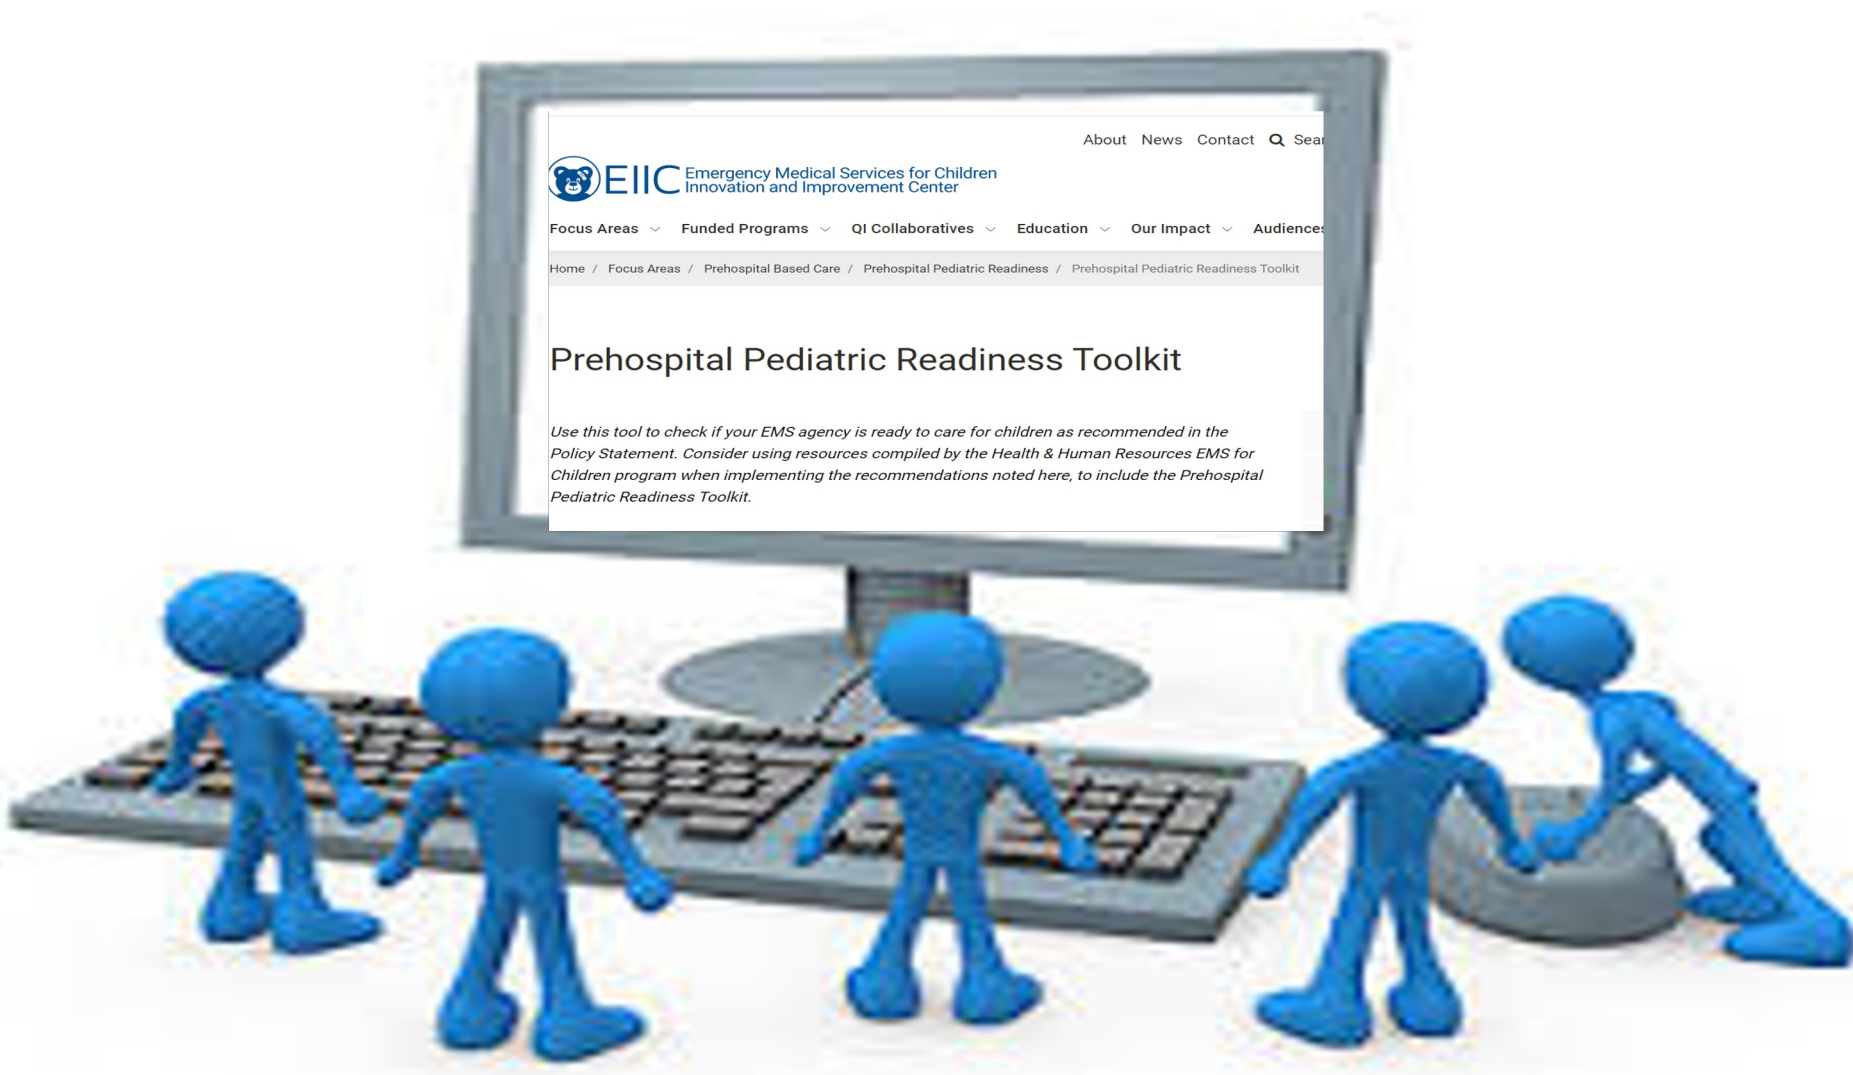 About News Contact
EIIC Emergency Medical Services for Children
Innovation and Improvement Center
Focus Areas Funded Programs QI Collaboratives Education Our Impact Audiences
Home / Focus Areas / Prehospital Based Care / Prehospital Pediatric Readiness / Prehospital Pediatric Readiness Toolkit
Prehospital Pediatric Readiness Toolkit
Use this tool to check if your EMS agency is ready to care for children as recommended in the
Policy Statement. Consider using resources compiled by the Health & Human Resources EMS for
Children program when implementing the recommendations noted here, to include the Prehospital
Pediatric Readiness Toolkit.